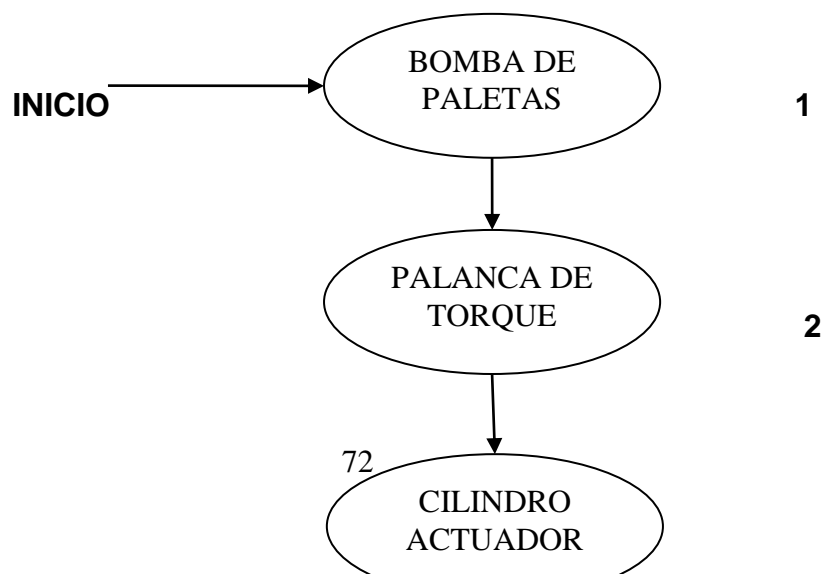 BOMBA DE
PALETAS
INICIO
1
PALANCA DE
TORQUE
2
72
CILINDRO
ACTUADOR